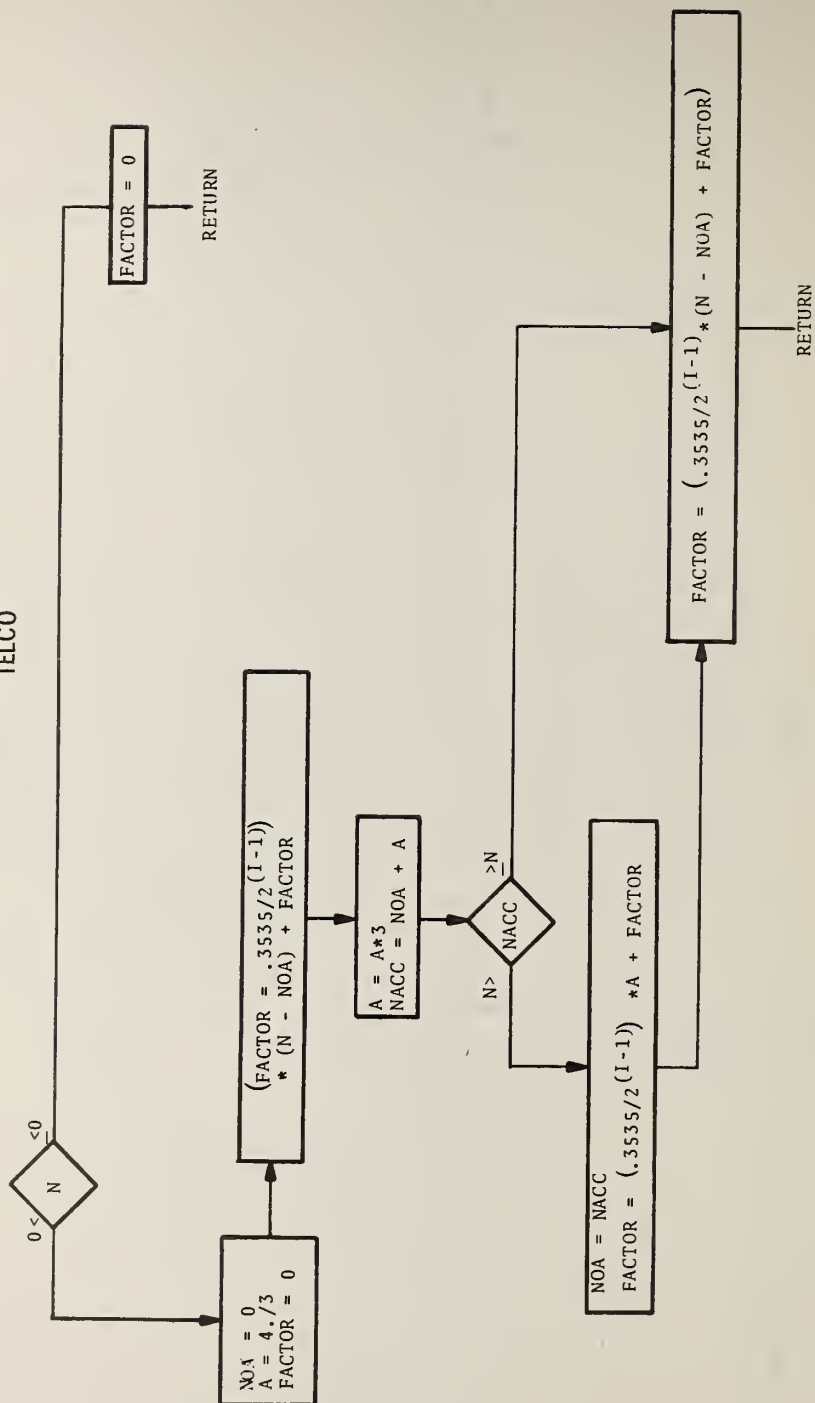 TELCO
0 <
N
<0
FACTOR = 0
RETURN
NOA = 0
A = 4./3
FACTOR = 0
(FACTOR = .3535/2(I-1))
* (N - NOA) + FACTOR
A = A*3
NACC = NOA + A
N>
NACC
>N
NOA = NACC
FACTOR = (.3535/2(I-1)) *A + FACTOR
FACTOR = (.3535/2(I-1)*(N - NOA) + FACTOR)
RETURN